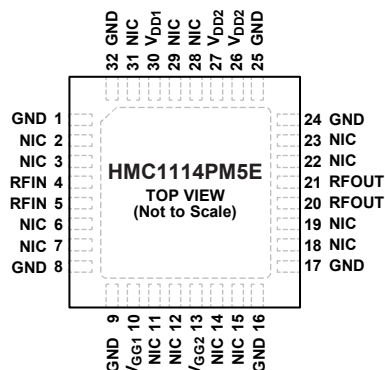 32 GND
31 NIC
30 VDD1
29 NIC
28 NIC
27 VDD2
26 VDD2
25 GND
GND 1
NIC 2
NIC 3
RFIN 4
RFIN 5
NIC 6
NIC 7
GND 8
HMC1114PM5E
TOP VIEW
(Not to Scale)
24 GND
23 NIC
22 NIC
21 RFOUT
20 RFOUT
19 NIC
18 NIC
17 GND
GND 9
VGG1 10
NIC 11
NIC 12
VGG2 13
NIC 14
NIC 15
GND 16